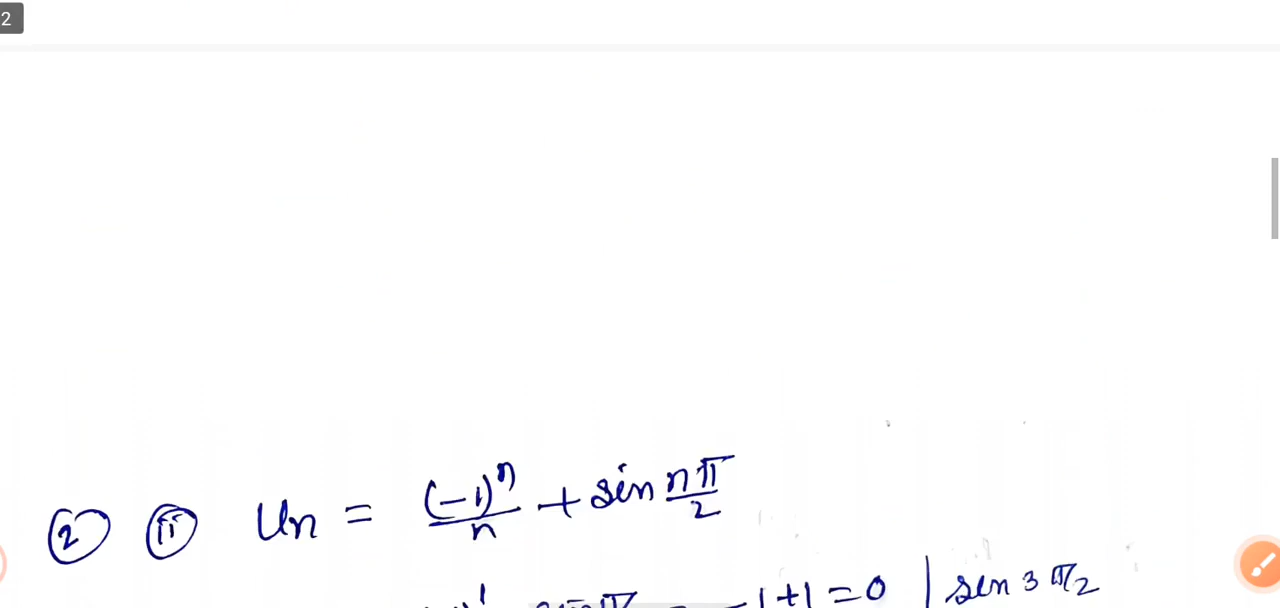 2
② ⅱ Un = (-1)^n/n + sin nπ/2
-1+1 = 0 | sin 3π/2